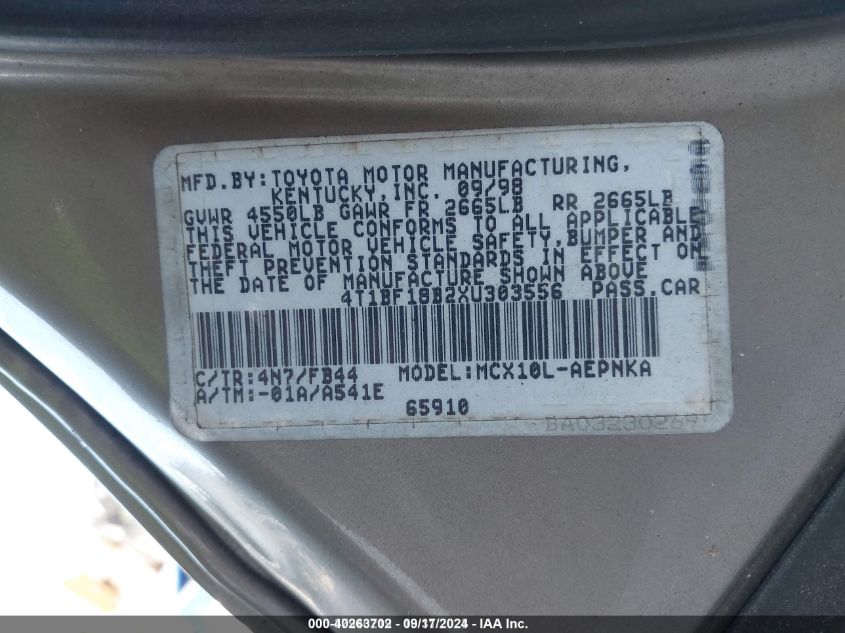 MFD.BY:TOYOTA MOTOR MANUFACTURING,
KENTUCKY,INC. 09/98
GVWR 4550LB GAWR FR 2665LB RR 2665LB
THIS VEHICLE CONFORMS TO ALL APPLICABLE
FEDERAL MOTOR VEHICLE SAFETY,BUMPER AND
THEFT PREVENTION STANDARDS IN EFFECT ON
THE DATE OF MANUFACTURE SHOWN ABOVE
4T1BF18B2XU303556 PASS.CAR
C/TR:4N7/FB44 MODEL:MCX10L-AEPNKA
A/TM:-01A/A541E
65910
000-40263702 - 09/17/2024 - IAA Inc.